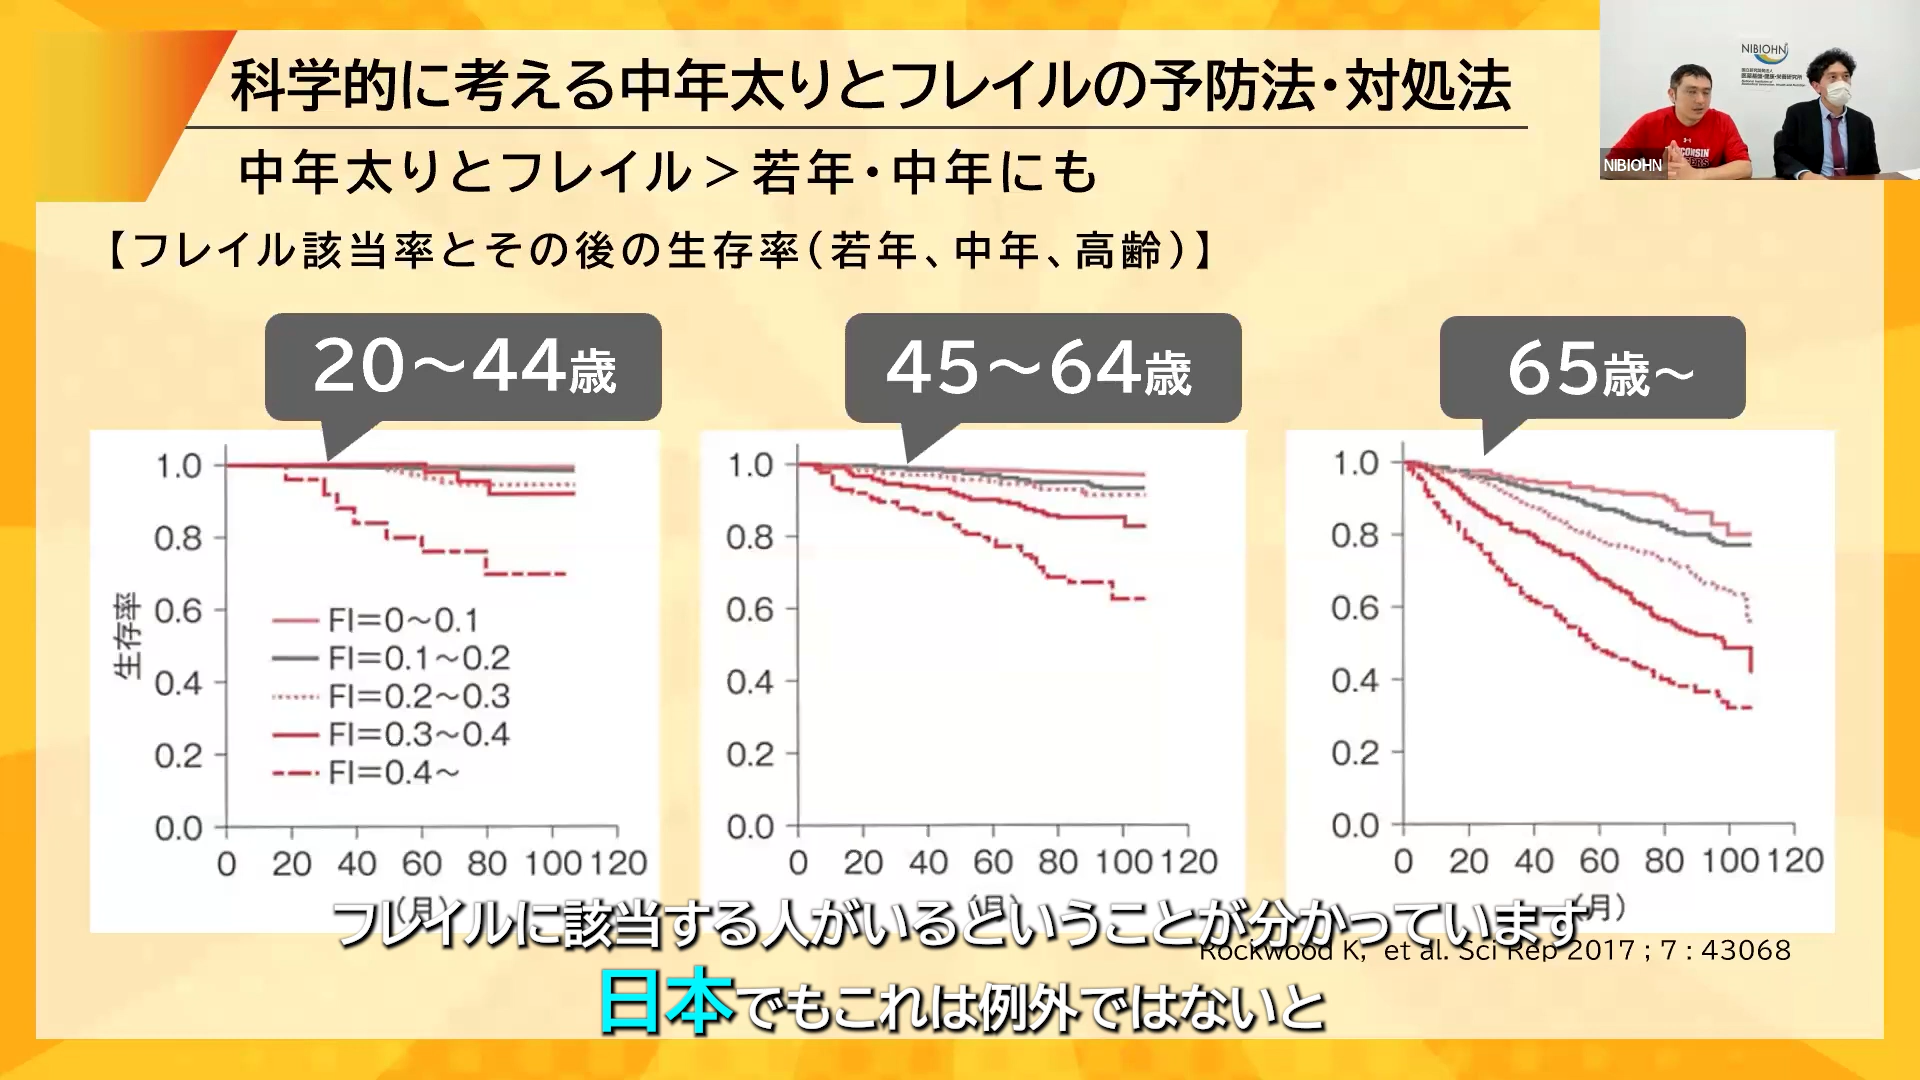 科学的に考える中年太りとフレイルの予防法・対処法
中年太りとフレイル＞若年・中年にも
【フレイル該当率とその後の生存率（若年、中年、高齢）】
NIBIOHN
NIBIOHN
20～44歳
45～64歳
65歳～
生存率
1.0
0.8
0.6
0.4
0.2
0.0
FI＝0～0.1
FI＝0.1～0.2
FI＝0.2～0.3
FI＝0.3～0.4
FI＝0.4～
0 20 40 60 80 100 120
（月）
1.0
0.8
0.6
0.4
0.2
0.0
0 20 40 60 80 100 120
（月）
1.0
0.8
0.6
0.4
0.2
0.0
0 20 40 60 80 100 120
（月）
Rockwood K, et al. Sci Rep 2017 ; 7 : 43068
フレイルに該当する人がいるということが分かっています
日本でもこれは例外ではないと